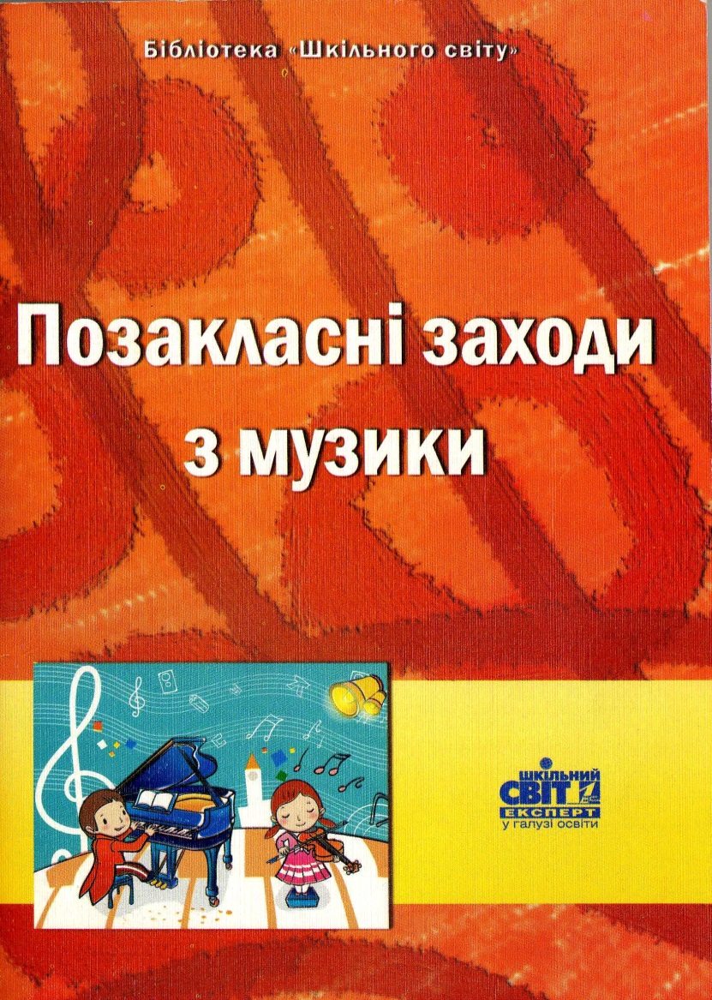 Бібліотека «Шкільного світу»
Позакласні заходи
з музики
ШКІЛЬНИЙ
СВІТ
ЕКСПЕРТ
у галузі освіти